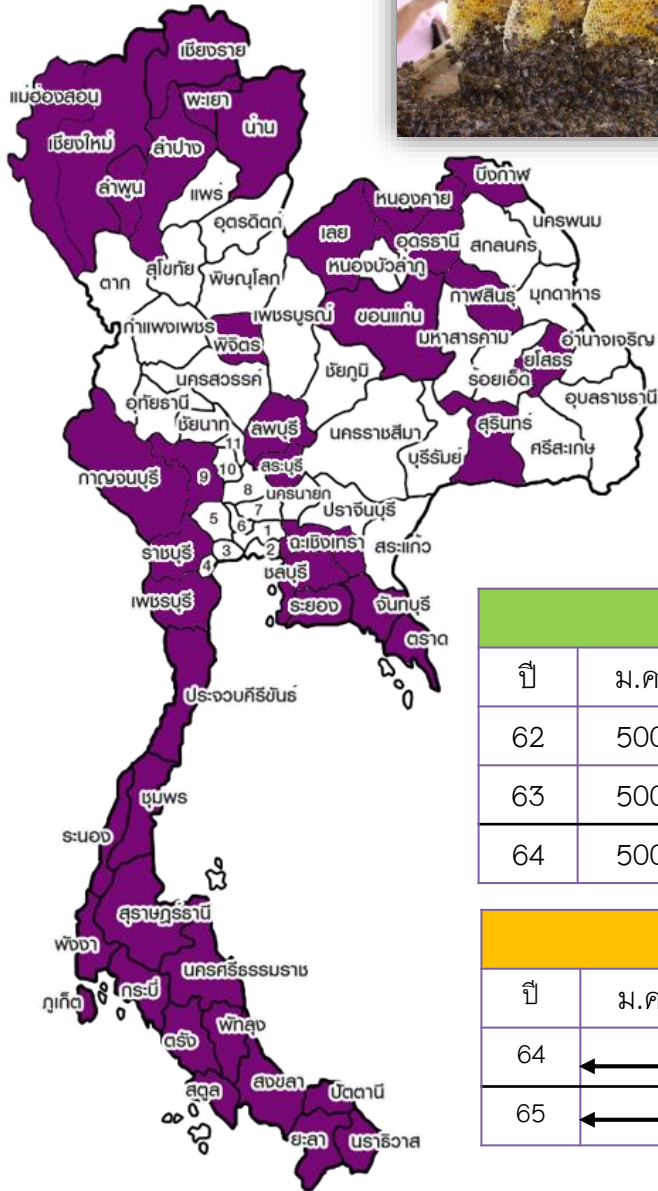 เชียงราย
แม่ฮ่องสอน
พะเยา
น่าน
เชียงใหม่
ลำปาง
ลำพูน
แพร่
อุตรดิตถ์
บึงกาฬ
หนองคาย
นครพนม
เลย
อุดรธานี
สกลนคร
ตาก
สุโขทัย
พิษณุโลก
หนองบัวลำภู
กาฬสินธุ์
มุกดาหาร
กำแพงเพชร
เพชรบูรณ์
ขอนแก่น
พิจิตร
มหาสารคาม
อำนาจเจริญ
ยโสธร
นครสวรรค์
ชัยภูมิ
ร้อยเอ็ด
อุทัยธานี
อุบลราชธานี
ชัยนาท
ลพบุรี
นครราชสีมา
สุรินทร์
ศรีสะเกษ
11
บุรีรัมย์
กาญจนบุรี
9
10
สระบุรี
8
นครนายก
ปราจีนบุรี
5
7
6
1
ราชบุรี
3
2
ฉะเชิงเทรา
สระแก้ว
4
ชลบุรี
เพชรบุรี
ระยอง
จันทบุรี
ตราด
ประจวบคีรีขันธ์
ชุมพร
ระนอง
สุราษฎร์ธานี
พังงา
นครศรีธรรมราช
ภูเก็ต
กระบี่
พัทลุง
ตรัง
สตูล
สงขลา
ปัตตานี
ยะลา
นราธิวาส
ปี ม.ค
62 500
63 500
64 500
ปี ม.ค
64
65